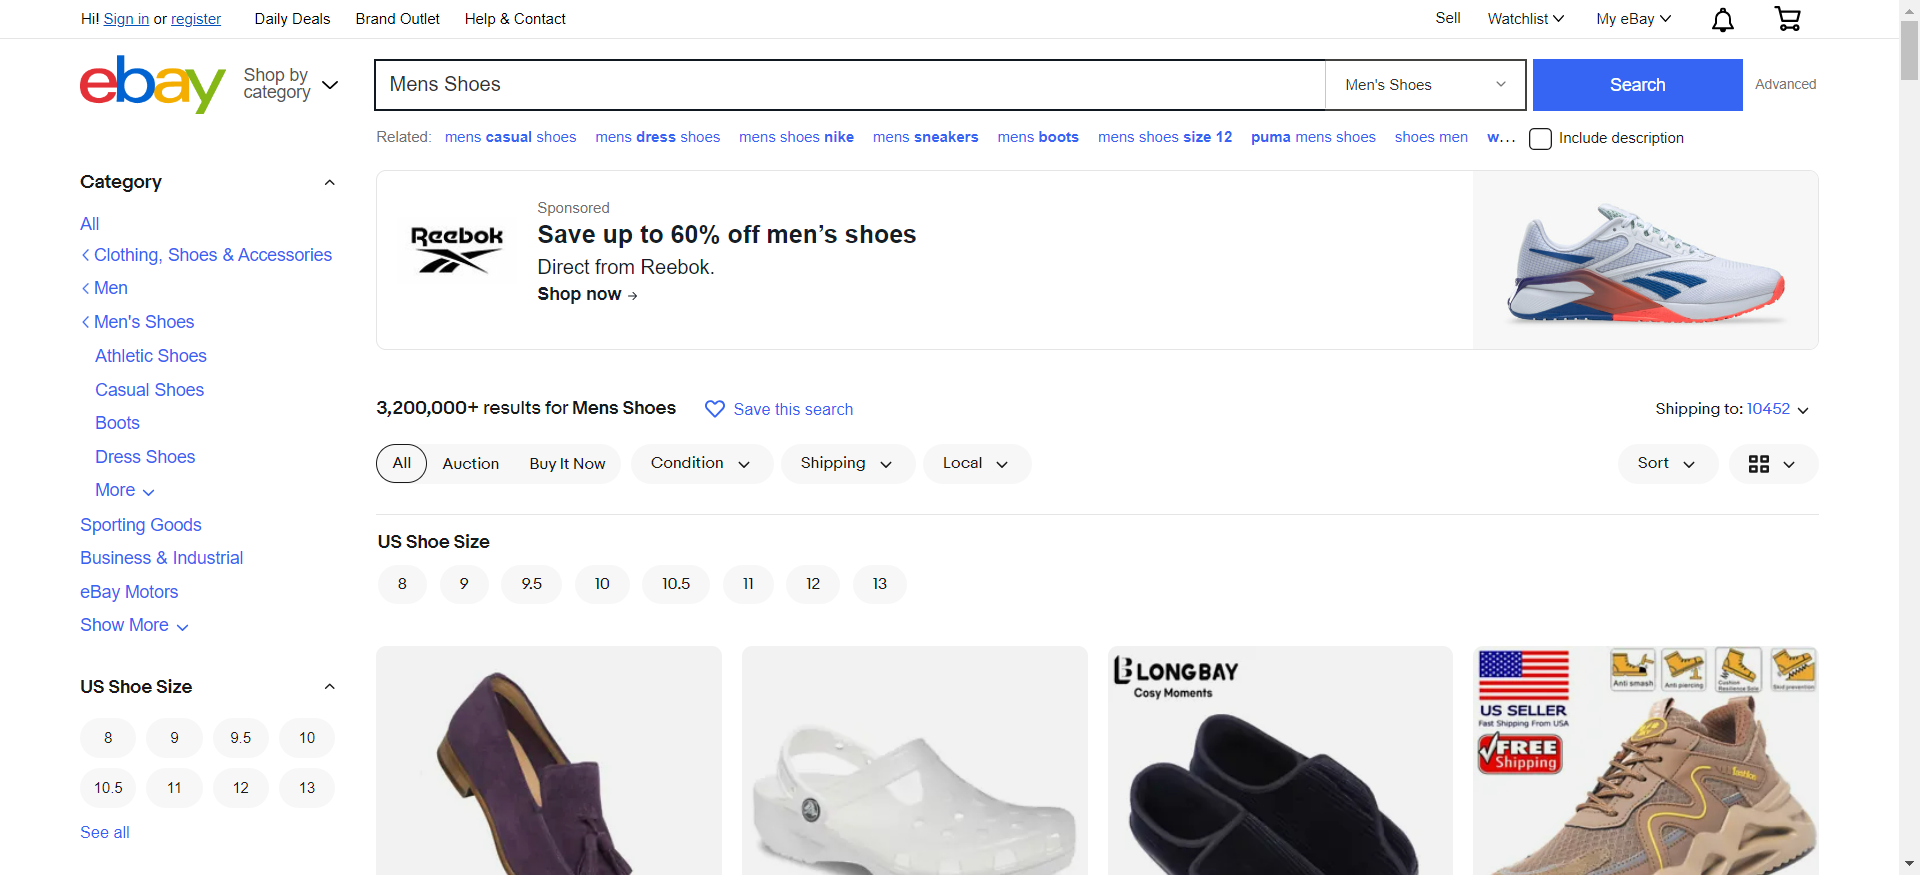 Hi! Sign in or register Daily Deals Brand Outlet Help & Contact Sell Watchlist My eBay
ebay Shop by category Mens Shoes Men's Shoes Search Advanced
Related: mens casual shoes mens dress shoes mens shoes nike mens sneakers mens boots mens shoes size 12 puma mens shoes shoes men w... Include description
Category
All
Clothing, Shoes & Accessories
Men
Men's Shoes
Athletic Shoes
Casual Shoes
Boots
Dress Shoes
More
Sporting Goods
Business & Industrial
eBay Motors
Show More
US Shoe Size
8 9 9.5 10
10.5 11 12 13
See all
Reebok
Sponsored
Save up to 60% off men’s shoes
Direct from Reebok.
Shop now →
3,200,000+ results for Mens Shoes Save this search Shipping to: 10452
All Auction Buy It Now Condition Shipping Local Sort
US Shoe Size
8 9 9.5 10 10.5 11 12 13
LONGBAY
Cosy Moments
US SELLER
Fast Shipping From USA
FREE
Shipping
Anti smash Anti piercing Cushion Resilience Sole Skid prevention
fashion